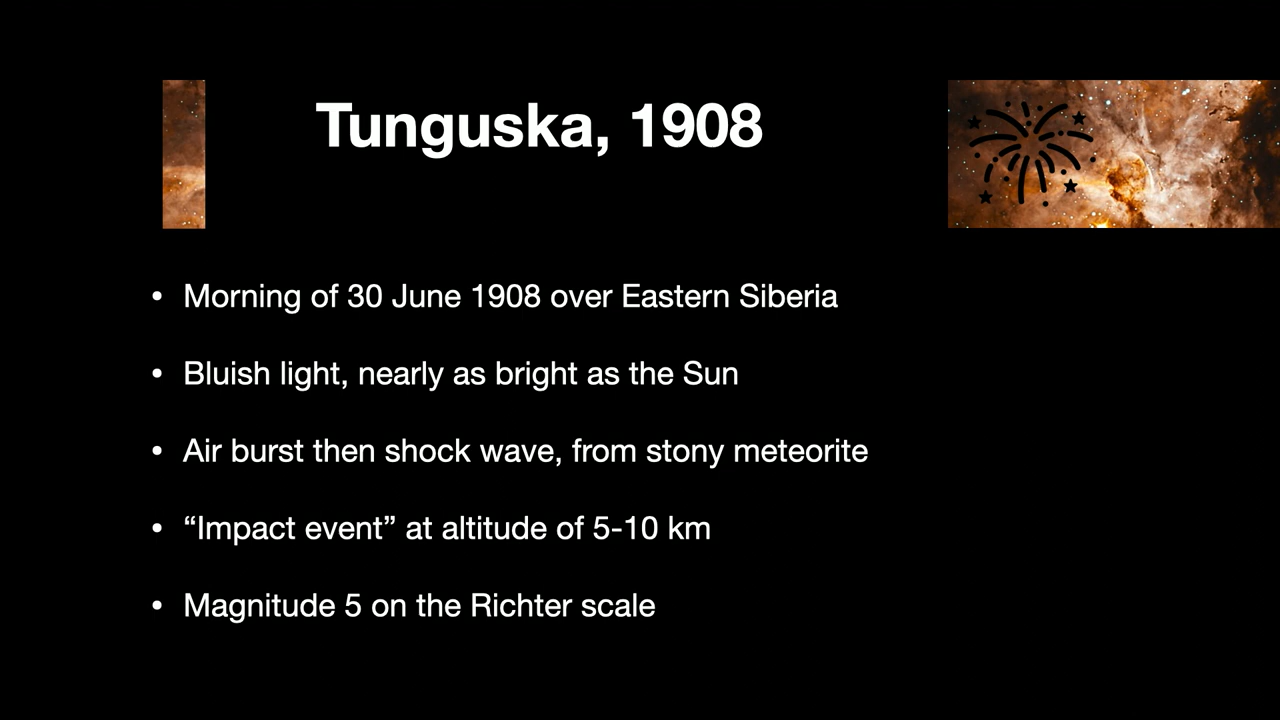 Tunguska, 1908
• Morning of 30 June 1908 over Eastern Siberia
• Bluish light, nearly as bright as the Sun
• Air burst then shock wave, from stony meteorite
• “Impact event” at altitude of 5-10 km
• Magnitude 5 on the Richter scale